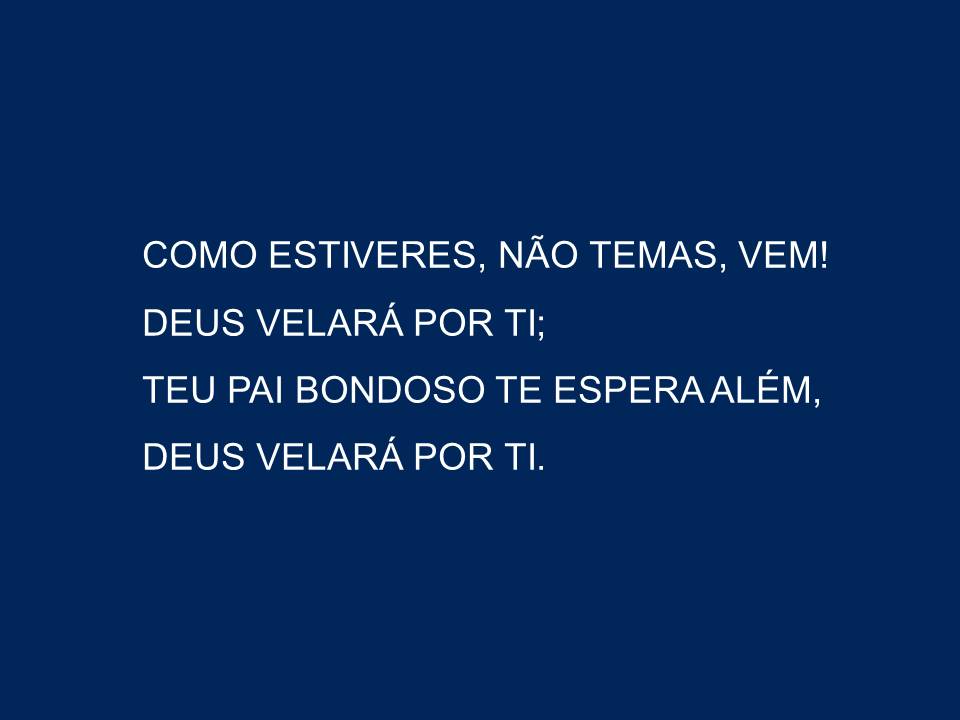 COMO ESTIVERES, NÃO TEMAS, VEM!
DEUS VELARÁ POR TI;
TEU PAI BONDOSO TE ESPERA ALÉM,
DEUS VELARÁ POR TI.